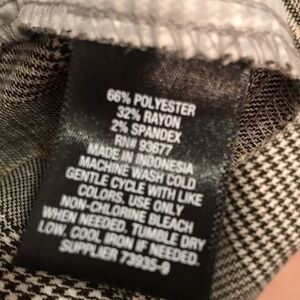 66% POLYESTER
32% RAYON
2% SPANDEX
RN# 93677
MADE IN INDONESIA
MACHINE WASH COLD
GENTLE CYCLE WITH LIKE
COLORS. USE ONLY
NON-CHLORINE BLEACH
WHEN NEEDED. TUMBLE DRY
LOW. COOL IRON IF NEEDED.
SUPPLIER 73935-9